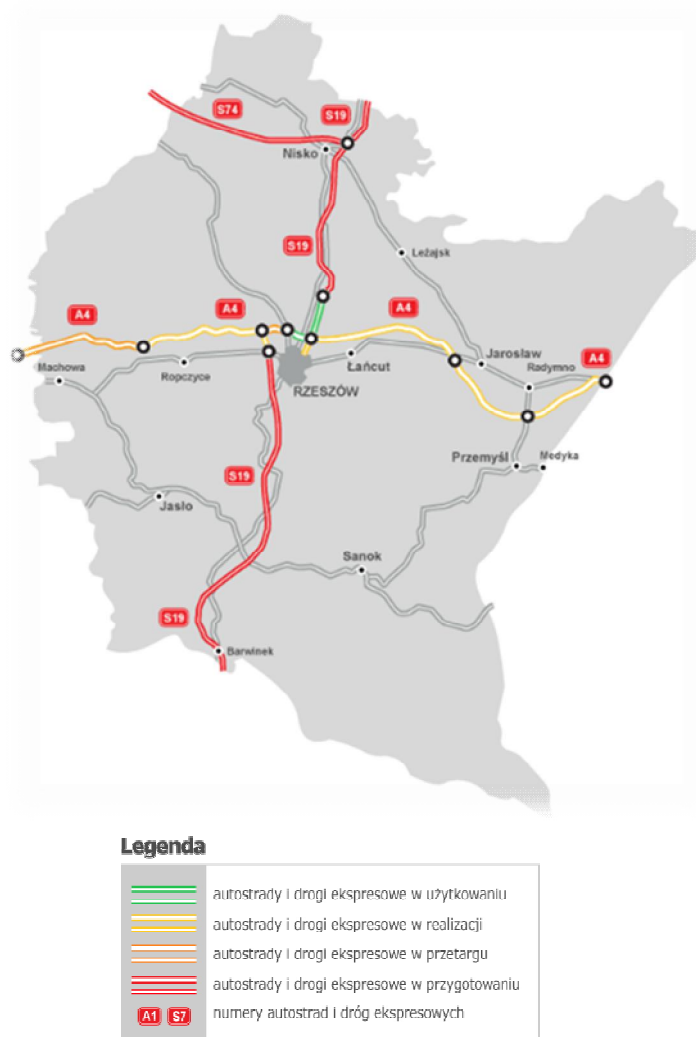 S74
S19
Nisko
S19
Leżajsk
A4
A4
A4
Jarosław
Radymno
A4
Machowa
Ropczyce
Łańcut
RZESZÓW
Przemyśl
Medyka
S19
Jasło
Sanok
S19
Barwinek
Legenda
autostrady i drogi ekspresowe w użytkowaniu
autostrady i drogi ekspresowe w realizacji
autostrady i drogi ekspresowe w przetargu
autostrady i drogi ekspresowe w przygotowaniu
A1 S7 numery autostrad i dróg ekspresowych